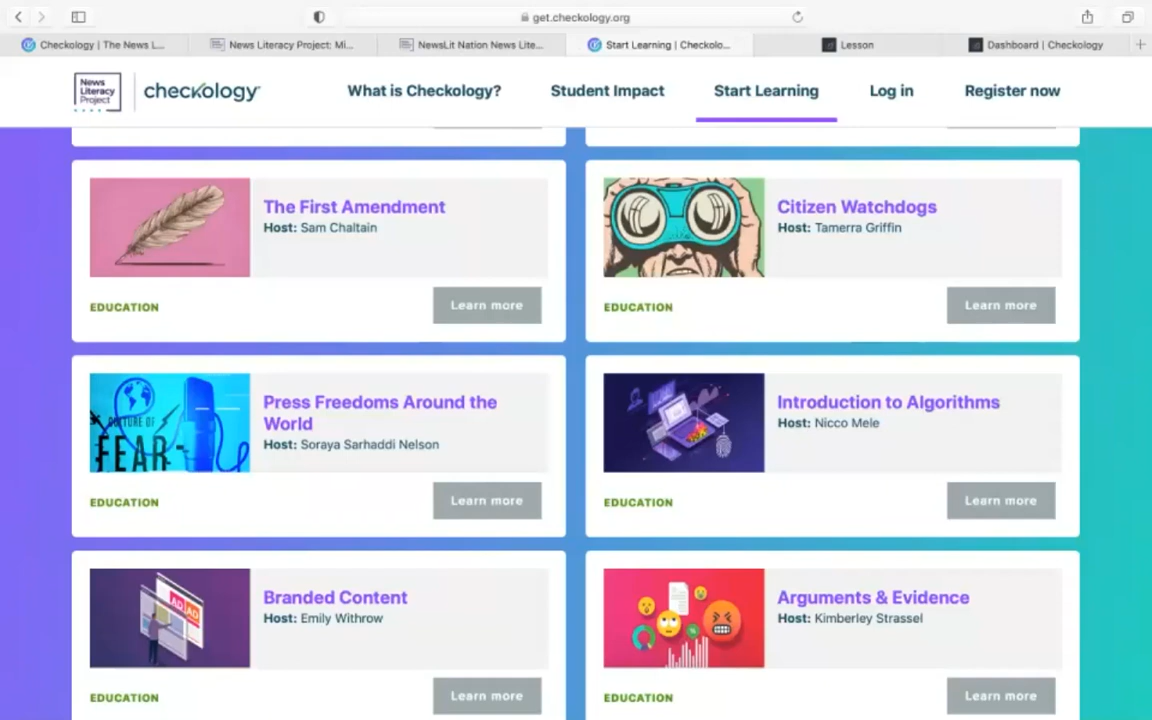 get.checkology.org
Checkology | The News L...
News Literacy Project: Mi...
NewsLit Nation News Lite...
Start Learning | Checkolo...
Lesson
Dashboard | Checkology
News
Literacy
Project
checkology
What is Checkology?
Student Impact
Start Learning
Log in
Register now
The First Amendment
Host: Sam Chaltain
EDUCATION
Learn more
Citizen Watchdogs
Host: Tamerra Griffin
EDUCATION
Learn more
CULTURE OF
FEAR
Press Freedoms Around the
World
Host: Soraya Sarhaddi Nelson
EDUCATION
Learn more
Introduction to Algorithms
Host: Nicco Mele
EDUCATION
Learn more
AD AD
Branded Content
Host: Emily Withrow
EDUCATION
Learn more
Arguments & Evidence
Host: Kimberley Strassel
EDUCATION
Learn more